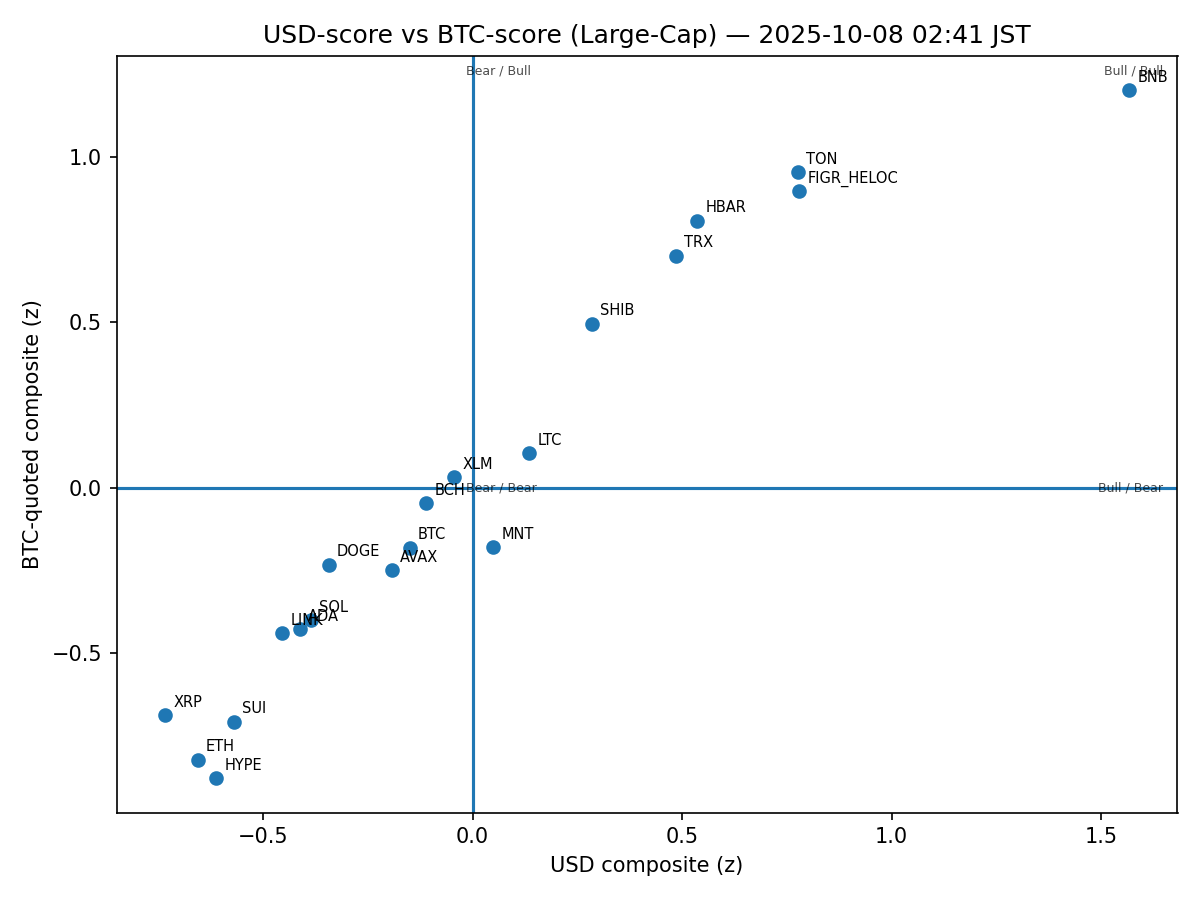 USD-score vs BTC-score (Large-Cap) — 2025-10-08 02:41 JST
Bear / Bull
Bull / Bull
BNB
TON
FIGR_HELOC
HBAR
TRX
SHIB
LTC
XLM
BCH
Bear / Bear
Bull / Bear
BTC
MNT
DOGE
AVAX
SOL
ADA
LINK
XRP
SUI
ETH
HYPE
1.0
0.5
0.0
−0.5
BTC-quoted composite (z)
−0.5
0.0
0.5
1.0
1.5
USD composite (z)